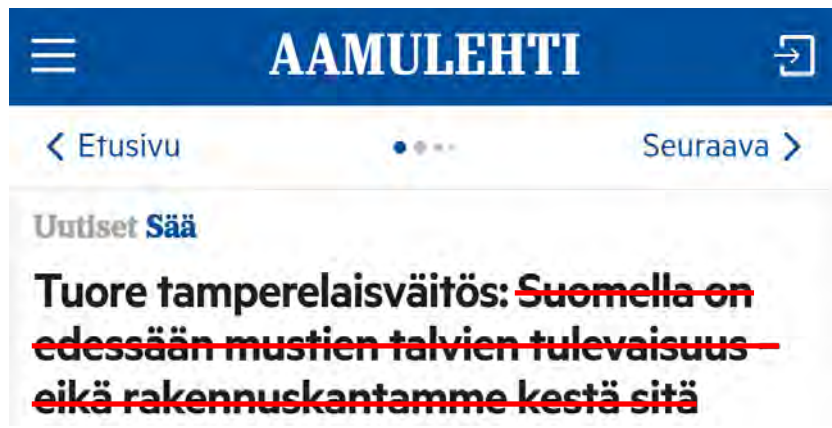 AAMULEHTI
Etusivu
Seuraava
Uutiset Sää
Tuore tamperelaisväitös: Suomella on
edessään mustien talvien tulevaisuus –
eikä rakennuskantamme kestä sitä